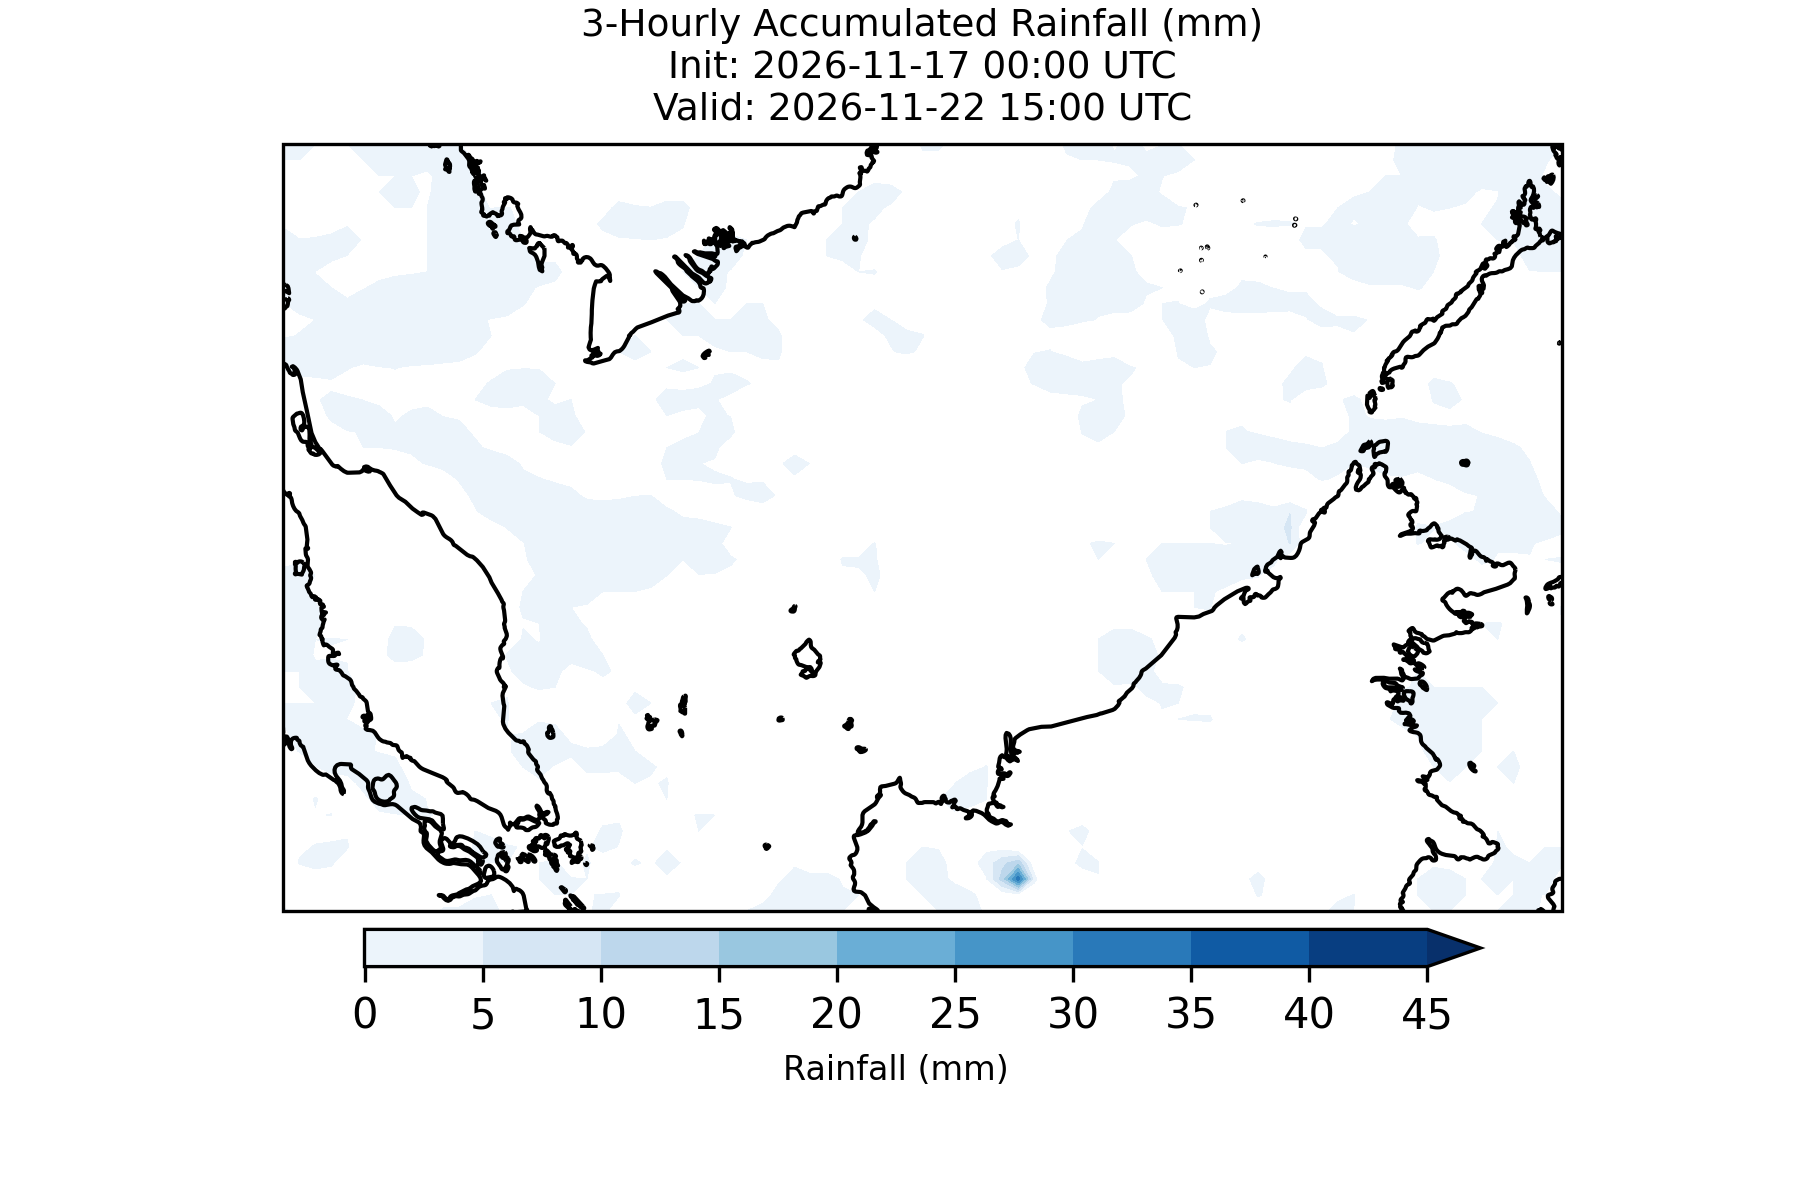 3-Hourly Accumulated Rainfall (mm)
Init: 2026-11-17 00:00 UTC
Valid: 2026-11-22 15:00 UTC
0 5 10 15 20 25 30 35 40 45
Rainfall (mm)